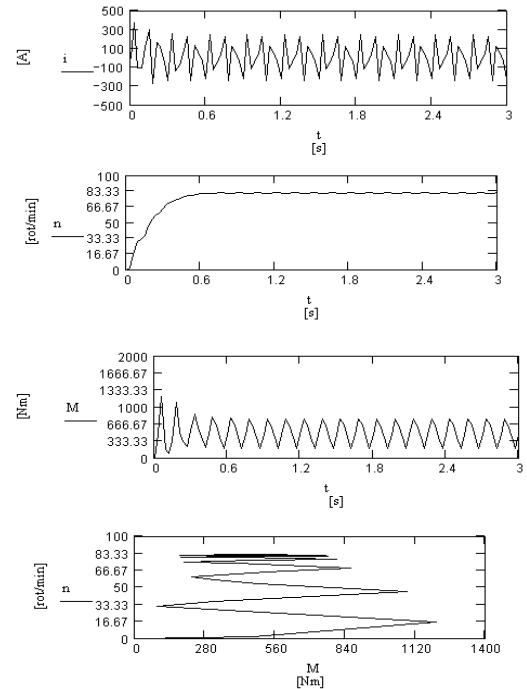 500
300
100
−100
−300
−500
[A]
i
0 0.6 1.2 1.8 2.4 3
t
[s]
100
83.33
66.67
50
33.33
16.67
0
[rot/min]
n
0 0.6 1.2 1.8 2.4 3
t
[s]
2000
1666.67
1333.33
1000
666.67
333.33
0
[Nm]
M
0 0.6 1.2 1.8 2.4 3
t
[s]
100
83.33
66.67
50
33.33
16.67
0
[rot/min]
n
0 280 560 840 1120 1400
M
[Nm]